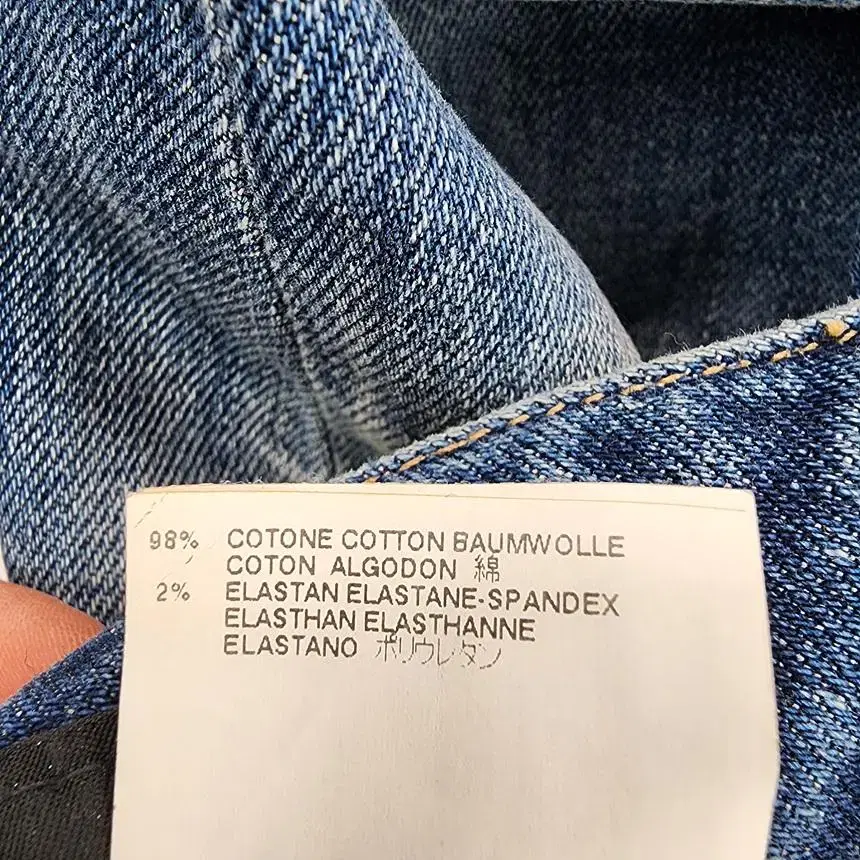 98% COTONE COTTON BAUMWOLLE
COTON ALGODON 綿
2% ELASTAN ELASTANE-SPANDEX
ELASTHAN ELASTHANNE
ELASTANO ポリウレタン